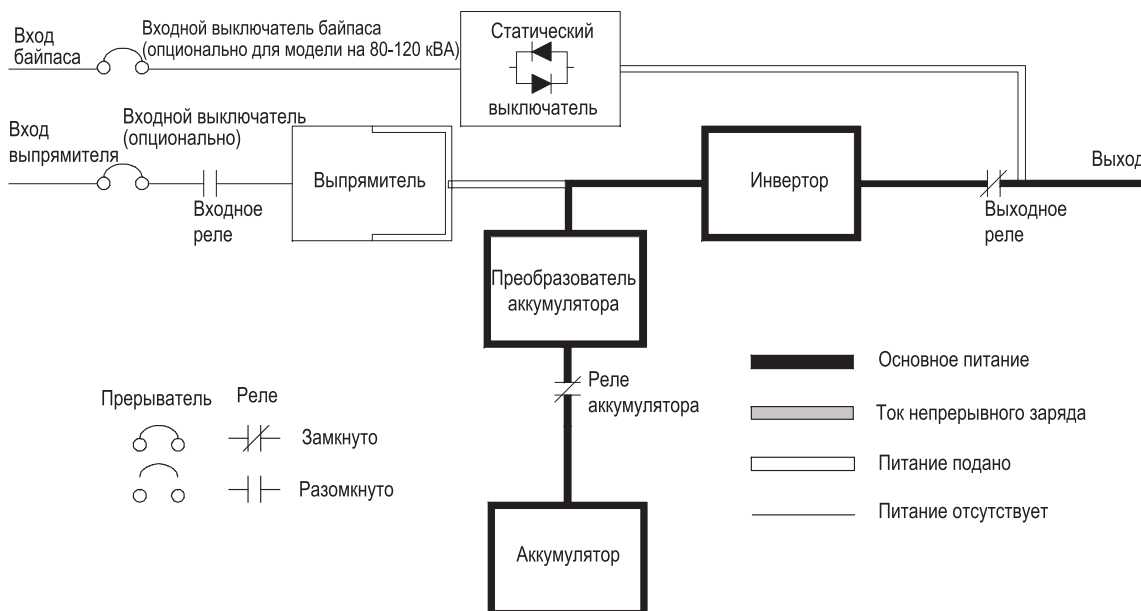 Вход
байпаса
Входной выключатель байпаса
(опционально для модели на 80-120 кВА)
Статический
выключатель
Вход
выпрямителя
Входной выключатель
(опционально)
Входное
реле
Выпрямитель
Инвертор
Выходное
реле
Выход
Преобразователь
аккумулятора
Реле
аккумулятора
Аккумулятор
Прерыватель Реле
Замкнуто
Разомкнуто
Основное питание
Ток непрерывного заряда
Питание подано
Питание отсутствует